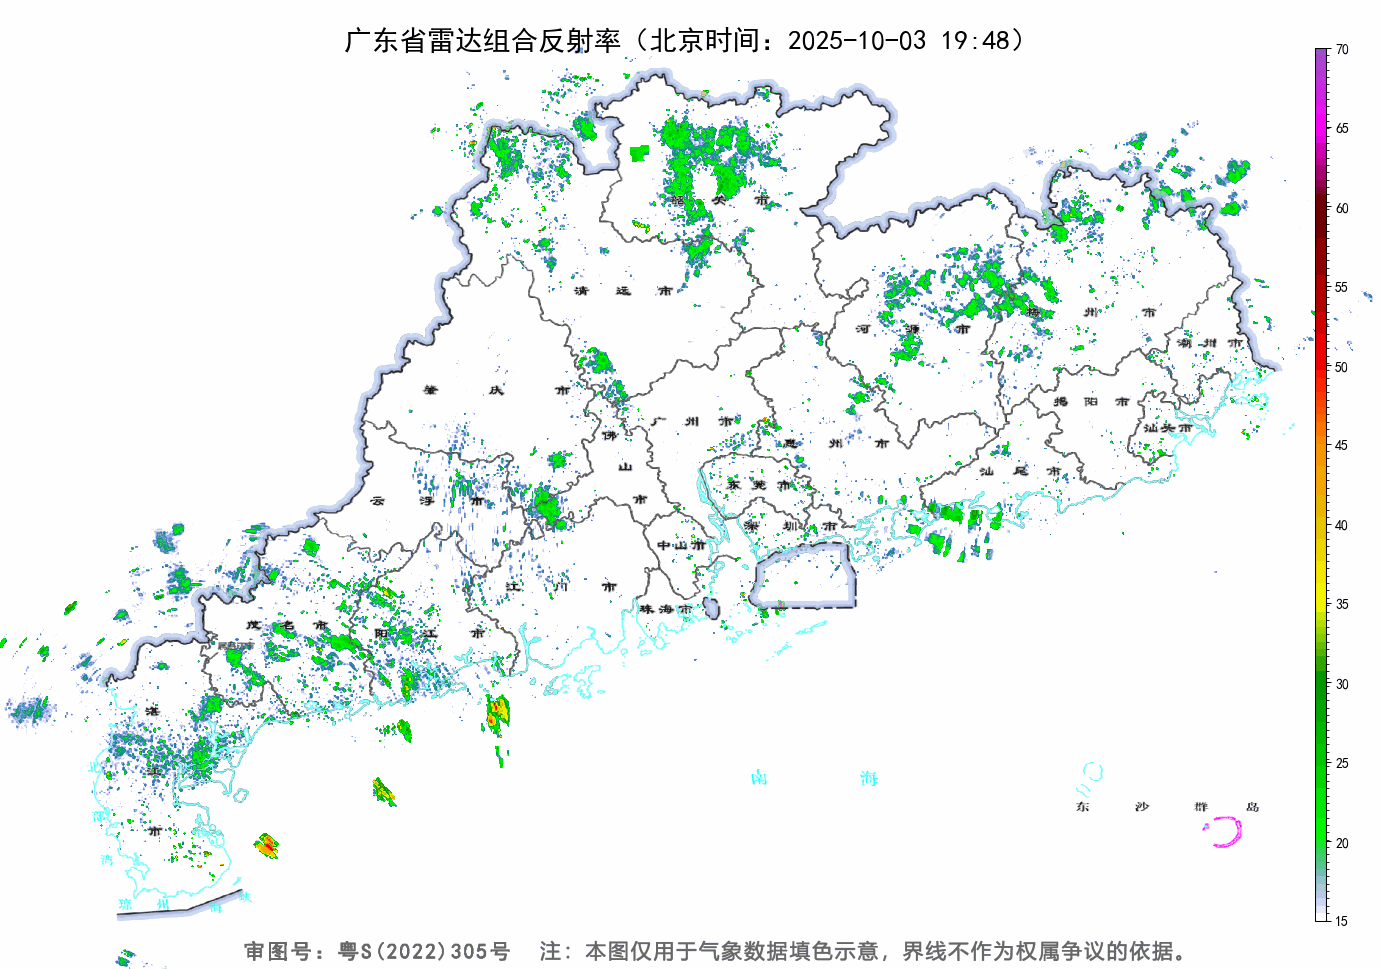 广东省雷达组合反射率（北京时间：2025-10-03 19:48）
70
65
60
55
50
45
40
35
30
25
20
15
韶 关 市
清 远 市
河 源 市
梅 州 市
潮 州 市
肇 庆 市
揭 阳 市
汕头市
广 州 市
佛 山 市
惠 州 市
汕 尾 市
云 浮 市
东 莞 市
深 圳 市
中山市
江 门 市
珠海市
茂 名 市
阳 江 市
湛 江 市
北 部 湾
南 海
东 沙 群 岛
琼 州 海 峡
审图号：粤S(2022)305号 注：本图仅用于气象数据填色示意，界线不作为权属争议的依据。